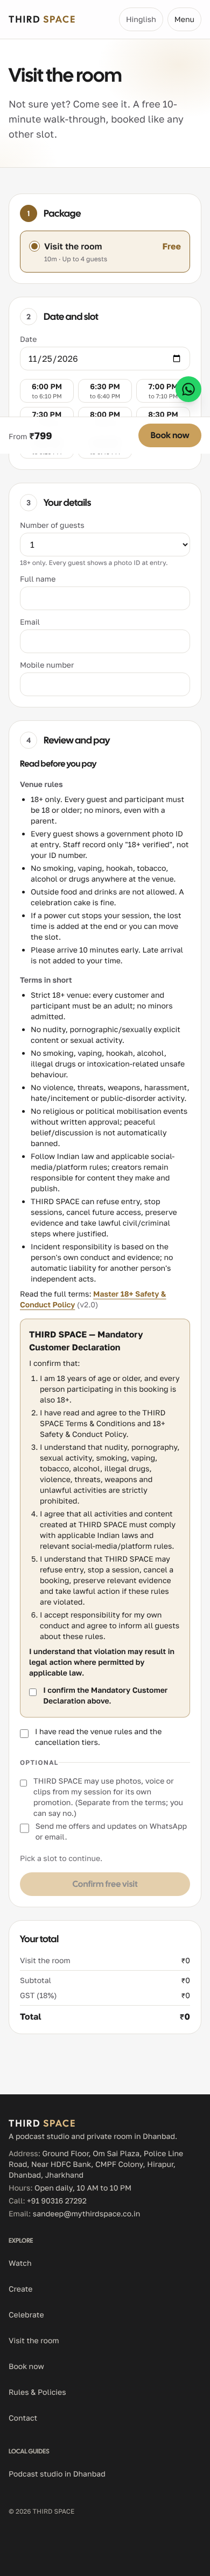 THIRD SPACE
Hinglish
Menu
Visit the room
Not sure yet? Come see it. A free 10-
minute walk-through, booked like any
other slot.
1 Package
Visit the room Free
10m · Up to 4 guests
2 Date and slot
Date
11/25/2026
6:00 PM 6:30 PM 7:00 PM
to 6:10 PM to 6:40 PM to 7:10 PM
7:30 PM 8:00 PM 8:30 PM
From ₹799 Book now
3 Your details
Number of guests
1
18+ only. Every guest shows a photo ID at entry.
Full name
Email
Mobile number
4 Review and pay
Read before you pay
Venue rules
• 18+ only. Every guest and participant must
be 18 or older; no minors, even with a
parent.
• Every guest shows a government photo ID
at entry. Staff record only "18+ verified", not
your ID number.
• No smoking, vaping, hookah, tobacco,
alcohol or drugs anywhere at the venue.
• Outside food and drinks are not allowed. A
celebration cake is fine.
• If a power cut stops your session, the lost
time is added at the end or you can move
the slot.
• Please arrive 10 minutes early. Late arrival
is not added to your time.
Terms in short
• Strict 18+ venue: every customer and
participant must be an adult; no minors
admitted.
• No nudity, pornographic/sexually explicit
content or sexual activity.
• No smoking, vaping, hookah, alcohol,
illegal drugs or intoxication-related unsafe
behaviour.
• No violence, threats, weapons, harassment,
hate/incitement or public-disorder activity.
• No religious or political mobilisation events
without written approval; peaceful
belief/discussion is not automatically
banned.
• Follow Indian law and applicable social-
media/platform rules; creators remain
responsible for content they make and
publish.
• THIRD SPACE can refuse entry, stop
sessions, cancel future access, preserve
evidence and take lawful civil/criminal
steps where justified.
• Incident responsibility is based on the
person's own conduct and evidence; no
automatic liability for another person's
independent acts.
Read the full terms: Master 18+ Safety &
Conduct Policy (v2.0)
THIRD SPACE — Mandatory
Customer Declaration
I confirm that:
1. I am 18 years of age or older, and every
person participating in this booking is
also 18+.
2. I have read and agree to the THIRD
SPACE Terms & Conditions and 18+
Safety & Conduct Policy.
3. I understand that nudity, pornography,
sexual activity, smoking, vaping,
tobacco, alcohol, illegal drugs,
violence, threats, weapons and
unlawful activities are strictly
prohibited.
4. I agree that all activities and content
created at THIRD SPACE must comply
with applicable Indian laws and
relevant social-media/platform rules.
5. I understand that THIRD SPACE may
refuse entry, stop a session, cancel a
booking, preserve relevant evidence
and take lawful action if these rules
are violated.
6. I accept responsibility for my own
conduct and agree to inform all guests
about these rules.
I understand that violation may result in
legal action where permitted by
applicable law.
I confirm the Mandatory Customer
Declaration above.
I have read the venue rules and the
cancellation tiers.
OPTIONAL
THIRD SPACE may use photos, voice or
clips from my session for its own
promotion. (Separate from the terms; you
can say no.)
Send me offers and updates on WhatsApp
or email.
Pick a slot to continue.
Confirm free visit
Your total
Visit the room ₹0
Subtotal ₹0
GST (18%) ₹0
Total ₹0
THIRD SPACE
A podcast studio and private room in Dhanbad.
Address: Ground Floor, Om Sai Plaza, Police Line
Road, Near HDFC Bank, CMPF Colony, Hirapur,
Dhanbad, Jharkhand
Hours: Open daily, 10 AM to 10 PM
Call: +91 90316 27292
Email: sandeep@mythirdspace.co.in
EXPLORE
Watch
Create
Celebrate
Visit the room
Book now
Rules & Policies
Contact
LOCAL GUIDES
Podcast studio in Dhanbad
© 2026 THIRD SPACE